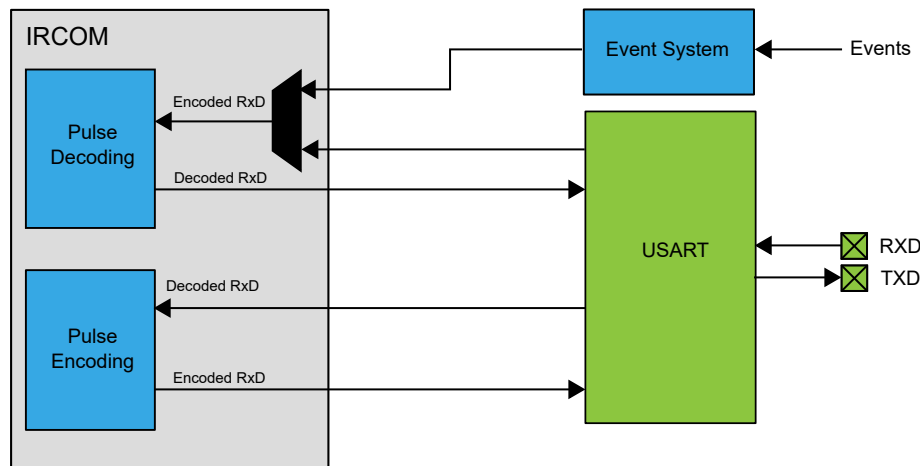 IRCOM
Event System
Events
Encoded RxD
Pulse
Decoding
Decoded RxD
USART
RXD
TXD
Decoded RxD
Pulse
Encoding
Encoded RxD